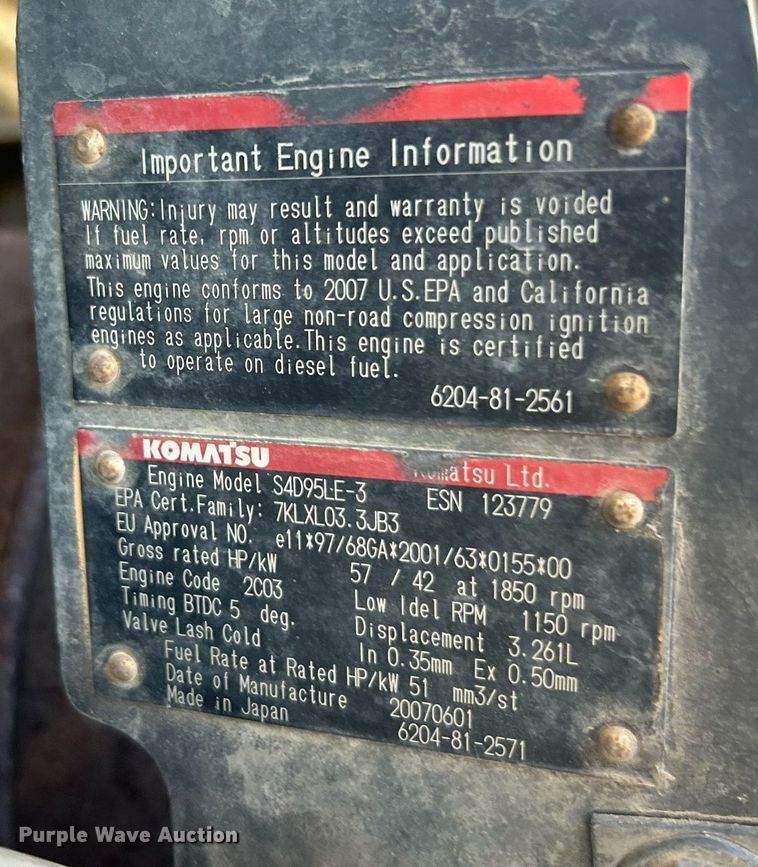 Important Engine Information
WARNING:Injury may result and warranty is voided
If fuel rate, rpm or altitudes exceed published
maximum values for this model and application.
This engine conforms to 2007 U.S.EPA and California
regulations for large non-road compression ignition
engines as applicable.This engine is certified
to operate on diesel fuel.
6204-81-2561
KOMATSU Komatsu Ltd.
Engine Model S4D95LE-3 ESN 123779
EPA Cert.Family: 7KLXL03.3JB3
EU Approval NO. e11*97/68GA*2001/63*0155*00
Gross rated HP/kW 57 / 42 at 1850 rpm
Engine Code 2C03 Low Idel RPM 1150 rpm
Timing BTDC 5 deg. Displacement 3.261L
Valve Lash Cold In 0.35mm Ex 0.50mm
Fuel Rate at Rated HP/kW 51 mm3/st
Date of Manufacture 20070601
Made in Japan 6204-81-2571
Purple Wave Auction